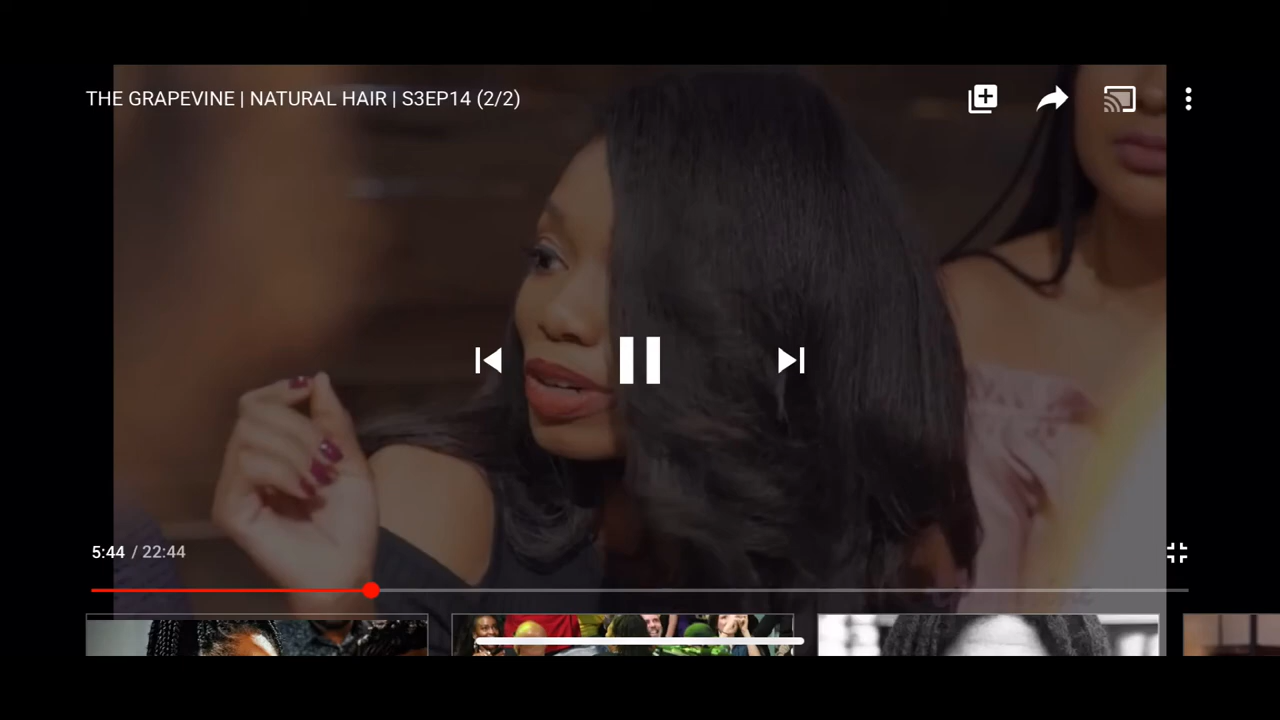 THE GRAPEVINE | NATURAL HAIR | S3EP14 (2/2)
5:44 / 22:44